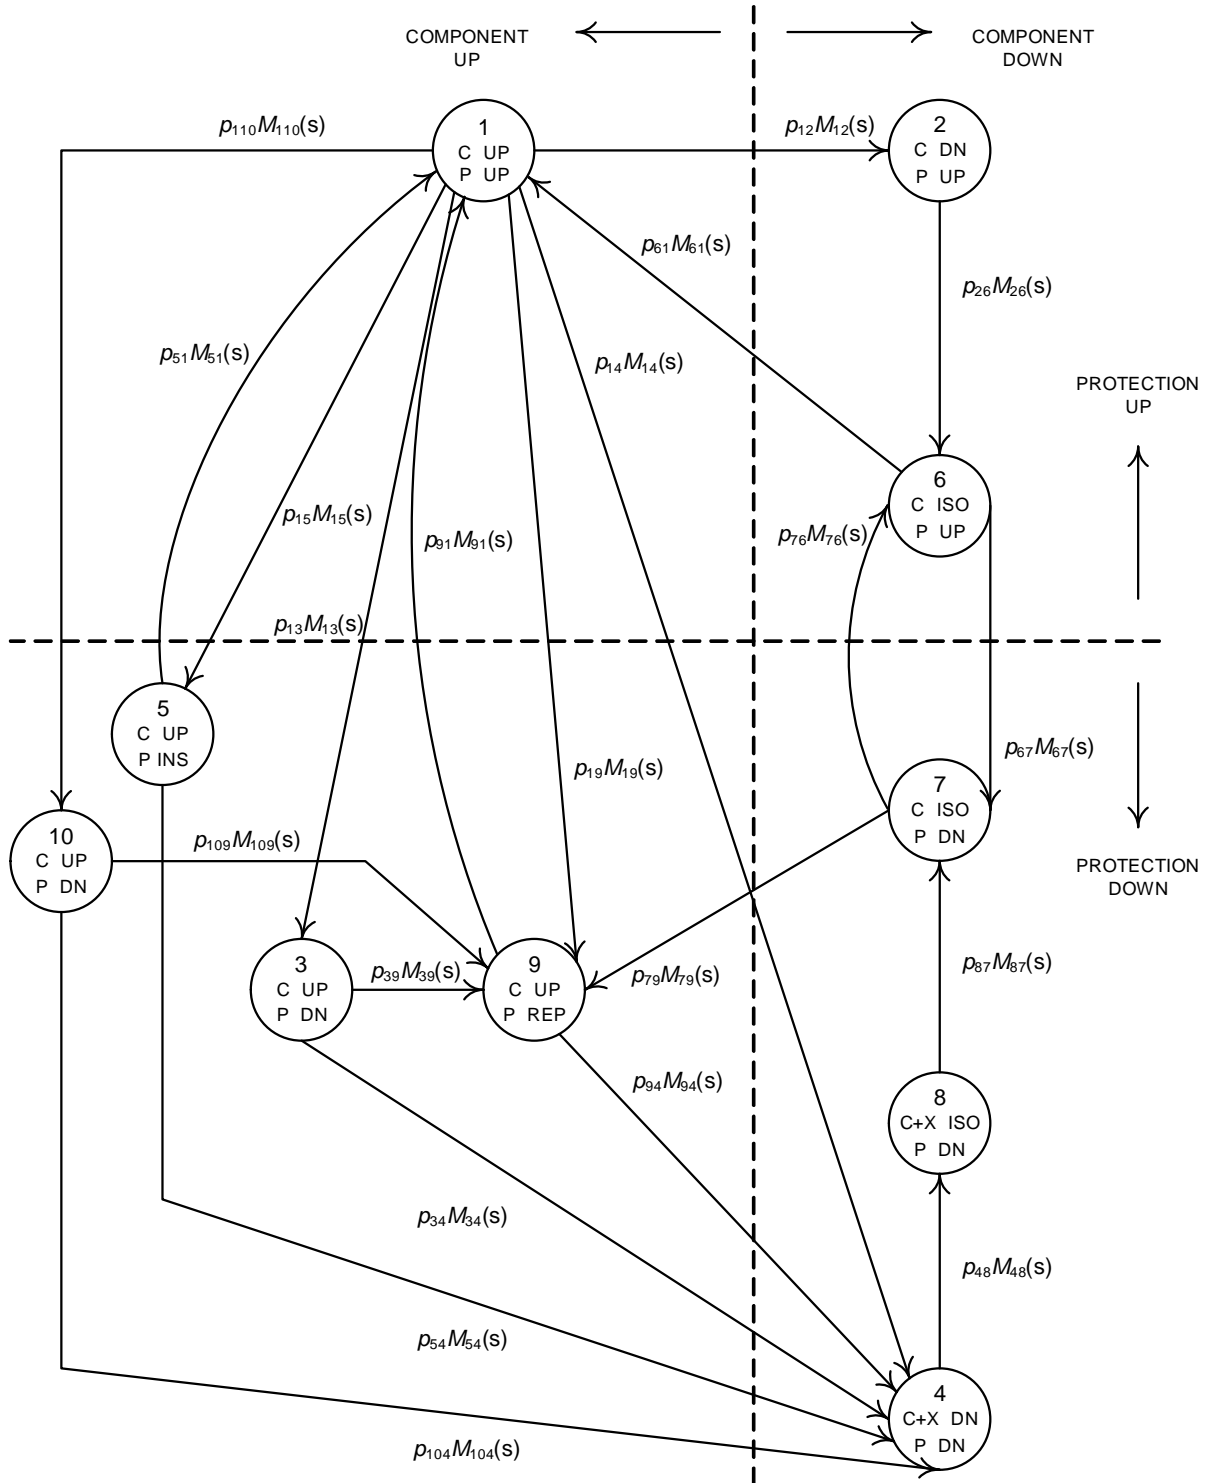 COMPONENT
UP
COMPONENT
DOWN
p110M110(s)
1
C UP
P UP
p12M12(s)
2
C DN
P UP
p61M61(s)
p26M26(s)
p51M51(s)
p14M14(s)
PROTECTION
UP
6
C ISO
P UP
p15M15(s)
p91M91(s)
p76M76(s)
p13M13(s)
5
C UP
P INS
p19M19(s)
p67M67(s)
7
C ISO
P DN
10
C UP
P DN
p109M109(s)
PROTECTION
DOWN
3
C UP
P DN
p39M39(s)
9
C UP
P REP
p79M79(s)
p87M87(s)
p94M94(s)
8
C+X ISO
P DN
p34M34(s)
p48M48(s)
p54M54(s)
4
C+X DN
P DN
p104M104(s)